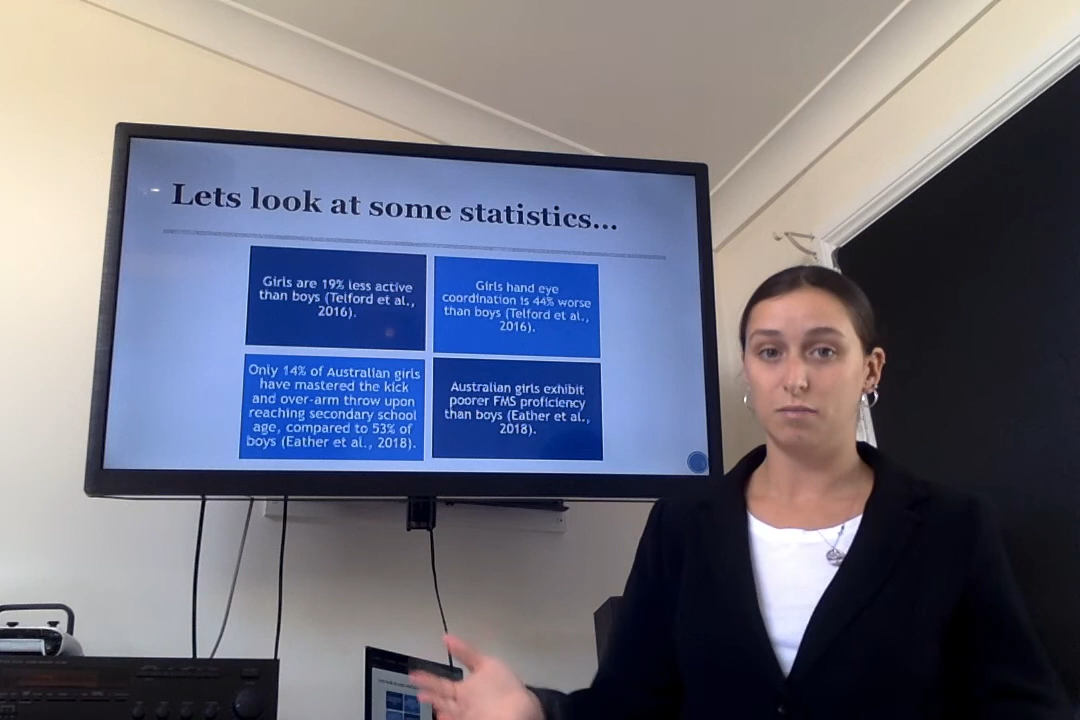 Lets look at some statistics...
Girls are 19% less active
than boys (Telford et al.,
2016).
Girls hand eye
coordination is 44% worse
than boys (Telford et al.,
2016).
Only 14% of Australian girls
have mastered the kick
and over-arm throw upon
reaching secondary school
age, compared to 53% of
boys (Eather et al., 2018).
Australian girls exhibit
poorer FMS proficiency
than boys (Eather et al.,
2018).